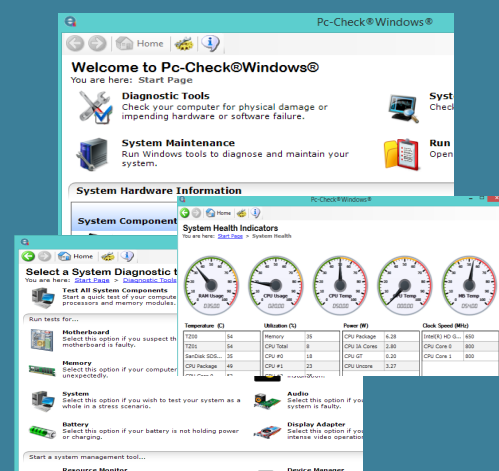 Pc-Check®Windows®
Home
Welcome to Pc-Check®Windows®
You are here: Start Page
Diagnostic Tools
Check your computer for physical damage or
impending hardware or software failure.
Syst
Check
System Maintenance
Run Windows tools to diagnose and maintain your
system.
Run
Open
System Hardware Information
System Component
Pc-Check®Windows®
Home
System Health Indicators
You are here: Start Page > System Health
RAM Usage
CPU Usage
CPU Temp
CPU Temp
MB Temp
Temperature (C)
TZ00 54
TZ01 54
SanDisk SDS... 35
CPU Package 49
Utilization (%)
Memory 35
CPU Total 8
CPU #0 18
CPU #1 23
Power (W)
CPU Package 6.28
CPU IA Cores 2.80
CPU GT 0.20
CPU Uncore 3.27
Clock Speed (MHz)
Intel(R) HD G... 650
CPU Core 0 800
CPU Core 1 800
Home
Select a System Diagnostic t
You are here: Start Page > Diagnostic Tools
Test All System Components
Start a quick test of your compute
processors and memory modules.
Run tests for...
Motherboard
Select this option if you suspect th
motherboard is faulty.
Memory
Select this option if your computer
unexpectedly.
System
Select this option if you wish to test your system as a
whole in a stress scenario.
Audio
Select this option if you
system is faulty.
Battery
Select this option if your battery is not holding power
or charging.
Display Adapter
Select this option if you
intense video operation
Start a system management tool...
Resource Monitor
Device Manager